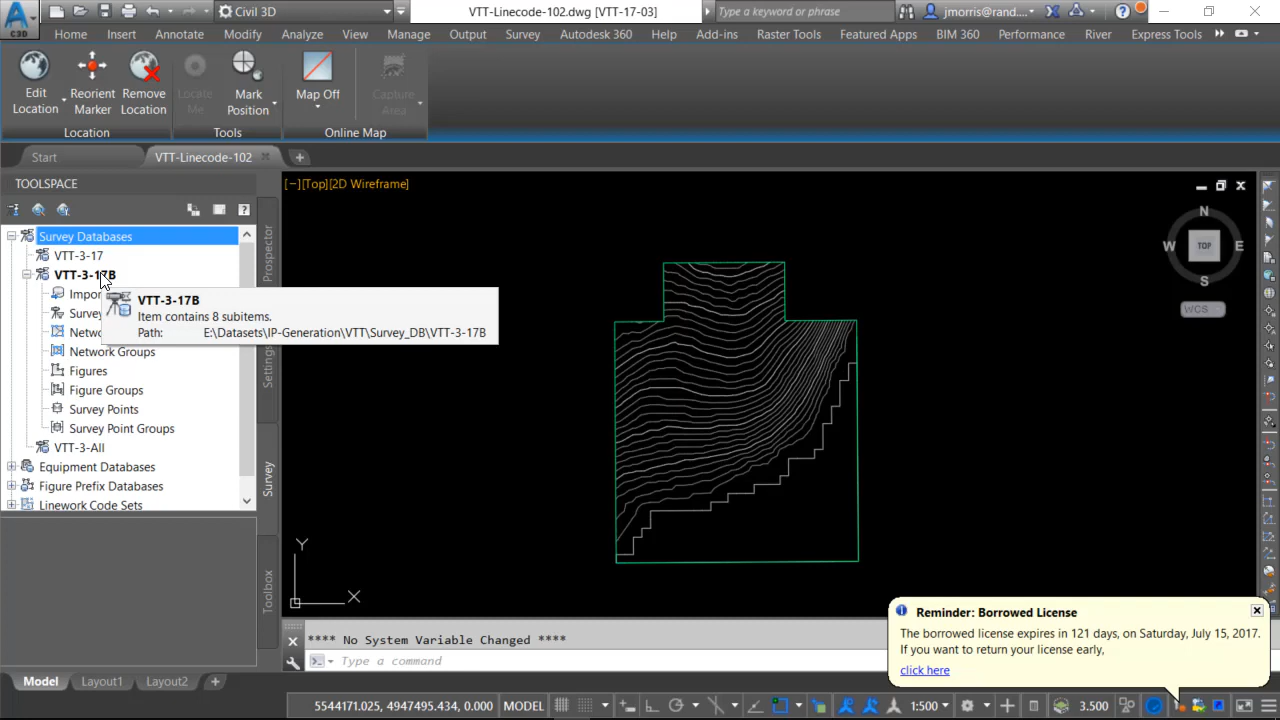 C3D
Civil 3D
VTT-Linecode-102.dwg [VTT-17-03]
Type a keyword or phrase
jmorris@rand....
Home Insert Annotate Modify Analyze View Manage Output Survey Autodesk 360 Help Add-ins Raster Tools Featured Apps BIM 360 Performance River Express Tools
Edit Location
Reorient Marker
Remove Location
Locate Me
Mark Position
Map Off
Capture Area
Location
Tools
Online Map
Start
VTT-Linecode-102
TOOLSPACE
Survey Databases
VTT-3-17
VTT-3-17B
Impor
Survey
Netw
Network Groups
Figures
Figure Groups
Survey Points
Survey Point Groups
VTT-3-All
Equipment Databases
Figure Prefix Databases
Linework Code Sets
VTT-3-17B
Item contains 8 subitems.
Path: E:\Datasets\IP-Generation\VTT\Survey_DB\VTT-3-17B
Prospector
Settings
Survey
Toolbox
[−][Top][2D Wireframe]
N
W TOP E
S
WCS
Y
X
**** No System Variable Changed ****
Type a command
Reminder: Borrowed License
The borrowed license expires in 121 days, on Saturday, July 15, 2017.
If you want to return your license early,
click here
Model Layout1 Layout2 +
5544171.025, 4947495.434, 0.000 MODEL
1:500
3.500